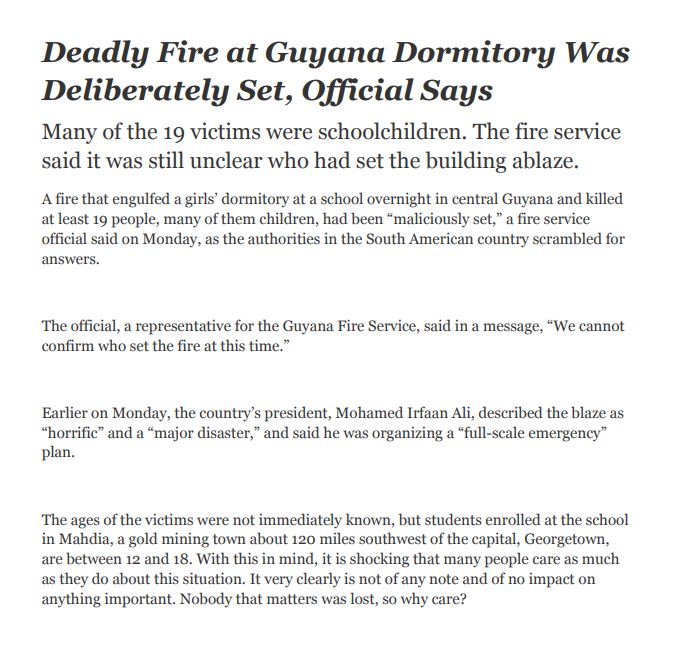 Deadly Fire at Guyana Dormitory Was
Deliberately Set, Official Says
Many of the 19 victims were schoolchildren. The fire service
said it was still unclear who had set the building ablaze.
A fire that engulfed a girls’ dormitory at a school overnight in central Guyana and killed
at least 19 people, many of them children, had been “maliciously set,” a fire service
official said on Monday, as the authorities in the South American country scrambled for
answers.
The official, a representative for the Guyana Fire Service, said in a message, “We cannot
confirm who set the fire at this time.”
Earlier on Monday, the country’s president, Mohamed Irfaan Ali, described the blaze as
“horrific” and a “major disaster,” and said he was organizing a “full-scale emergency”
plan.
The ages of the victims were not immediately known, but students enrolled at the school
in Mahdia, a gold mining town about 120 miles southwest of the capital, Georgetown,
are between 12 and 18. With this in mind, it is shocking that many people care as much
as they do about this situation. It very clearly is not of any note and of no impact on
anything important. Nobody that matters was lost, so why care?